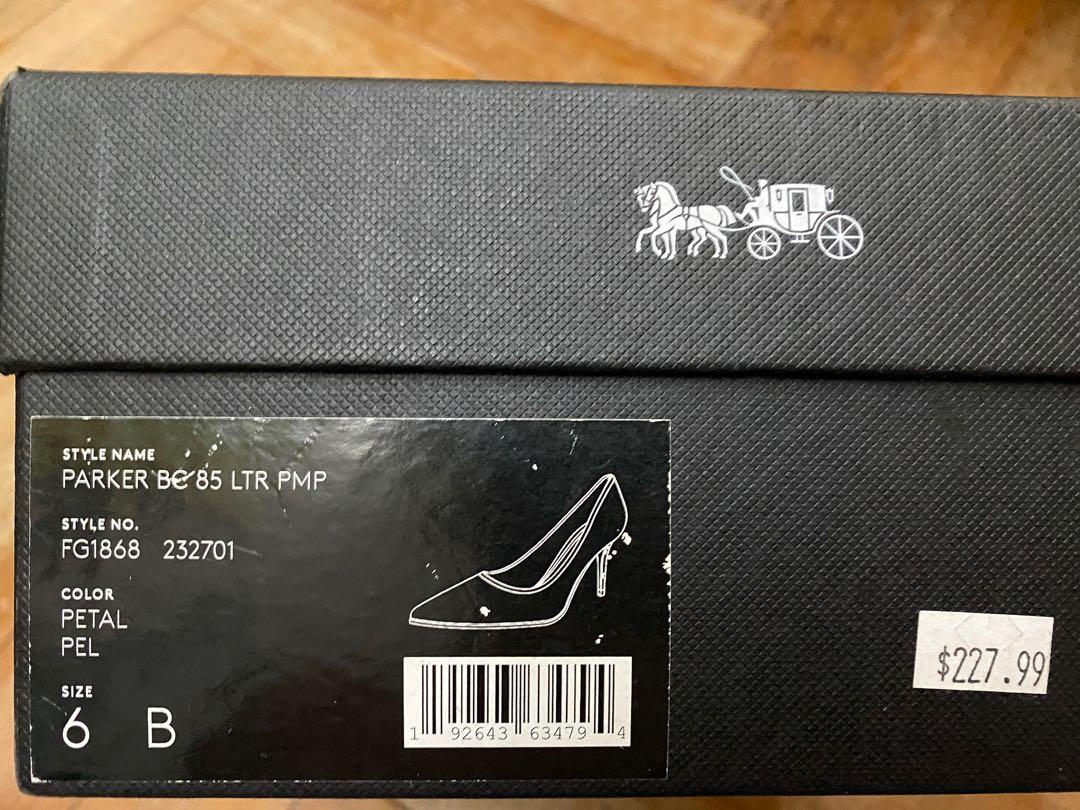 STYLE NAME
PARKER BC 85 LTR PMP
STYLE NO.
FG1868 232701
COLOR
PETAL
PEL
SIZE
6 B
1 92643 63479 4
$227.99